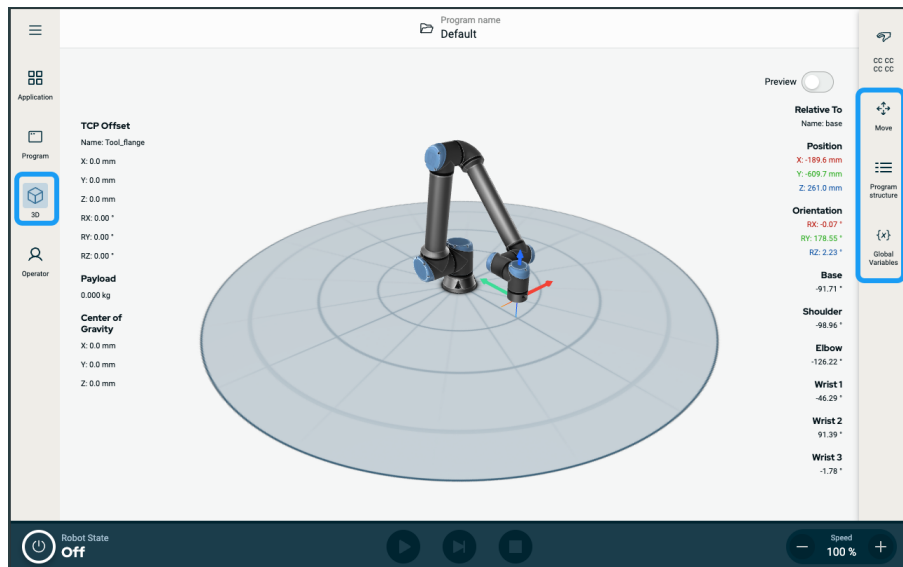 Program name
Default
Application
Program
3D
Operator
TCP Offset
Name: Tool_flange
X: 0.0 mm
Y: 0.0 mm
Z: 0.0 mm
RX: 0.00 °
RY: 0.00 °
RZ: 0.00 °
Payload
0.000 kg
Center of
Gravity
X: 0.0 mm
Y: 0.0 mm
Z: 0.0 mm
Preview
Relative To
Name: base
Position
X: -189.6 mm
Y: -609.7 mm
Z: 261.0 mm
Orientation
RX: -0.07 °
RY: 178.55 °
RZ: 2.23 °
Base
-91.71 °
Shoulder
-98.96 °
Elbow
-126.22 °
Wrist 1
-46.29 °
Wrist 2
91.39 °
Wrist 3
-1.78 °
CC CC
CC CC
Move
Program
structure
{x}
Global
Variables
Robot State
Off
Speed
100 %